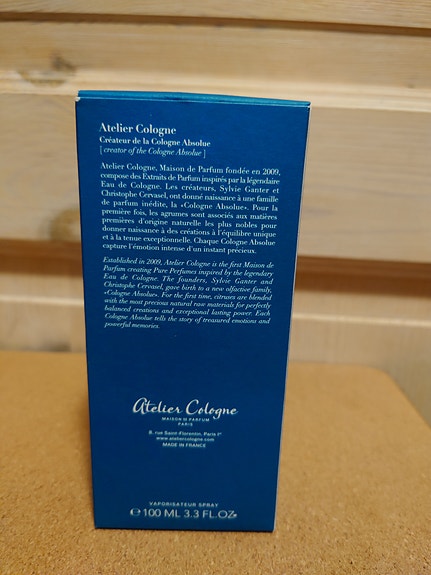 Atelier Cologne
Créateur de la Cologne Absolue
[ creator of the Cologne Absolue ]
Atelier Cologne, Maison de Parfum fondée en 2009,
compose des Extraits de Parfum inspirés par la légendaire
Eau de Cologne. Les créateurs, Sylvie Ganter et
Christophe Cervasel, ont donné naissance à une famille
de parfum inédite, la «Cologne Absolue». Pour la
première fois, les agrumes sont associés aux matières
premières d'origine naturelle les plus nobles pour
donner naissance à des créations à l'équilibre unique
et à la tenue exceptionnelle. Chaque Cologne Absolue
capture l'émotion intense d'un instant précieux.
Established in 2009, Atelier Cologne is the first Maison de
Parfum creating Pure Perfumes inspired by the legendary
Eau de Cologne. The founders, Sylvie Ganter and
Christophe Cervasel, gave birth to a new olfactive family,
«Cologne Absolue». For the first time, citruses are blended
with the most precious natural raw materials for perfectly
balanced creations and exceptional lasting power. Each
Cologne Absolue tells the story of treasured emotions and
powerful memories.
Atelier Cologne
MAISON DE PARFUM
PARIS
8, rue Saint-Florentin, Paris 1er
www.ateliercologne.com
MADE IN FRANCE
VAPORISATEUR SPRAY
℮ 100 ML 3.3 FL.OZ